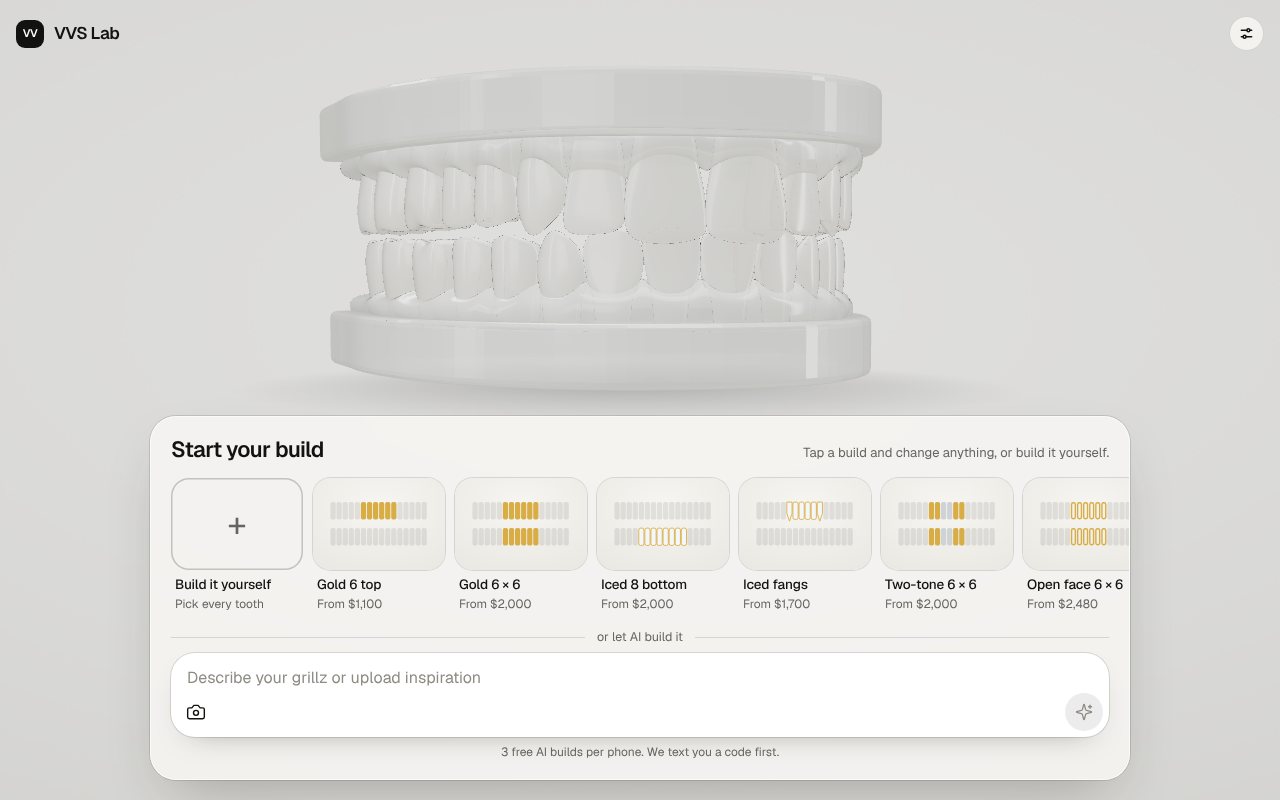 VV VVS Lab
Start your build
Tap a build and change anything, or build it yourself.
Build it yourself
Pick every tooth
Gold 6 top
From $1,100
Gold 6 × 6
From $2,000
Iced 8 bottom
From $2,000
Iced fangs
From $1,700
Two-tone 6 × 6
From $2,000
Open face 6 × 6
From $2,480
or let AI build it
Describe your grillz or upload inspiration
3 free AI builds per phone. We text you a code first.